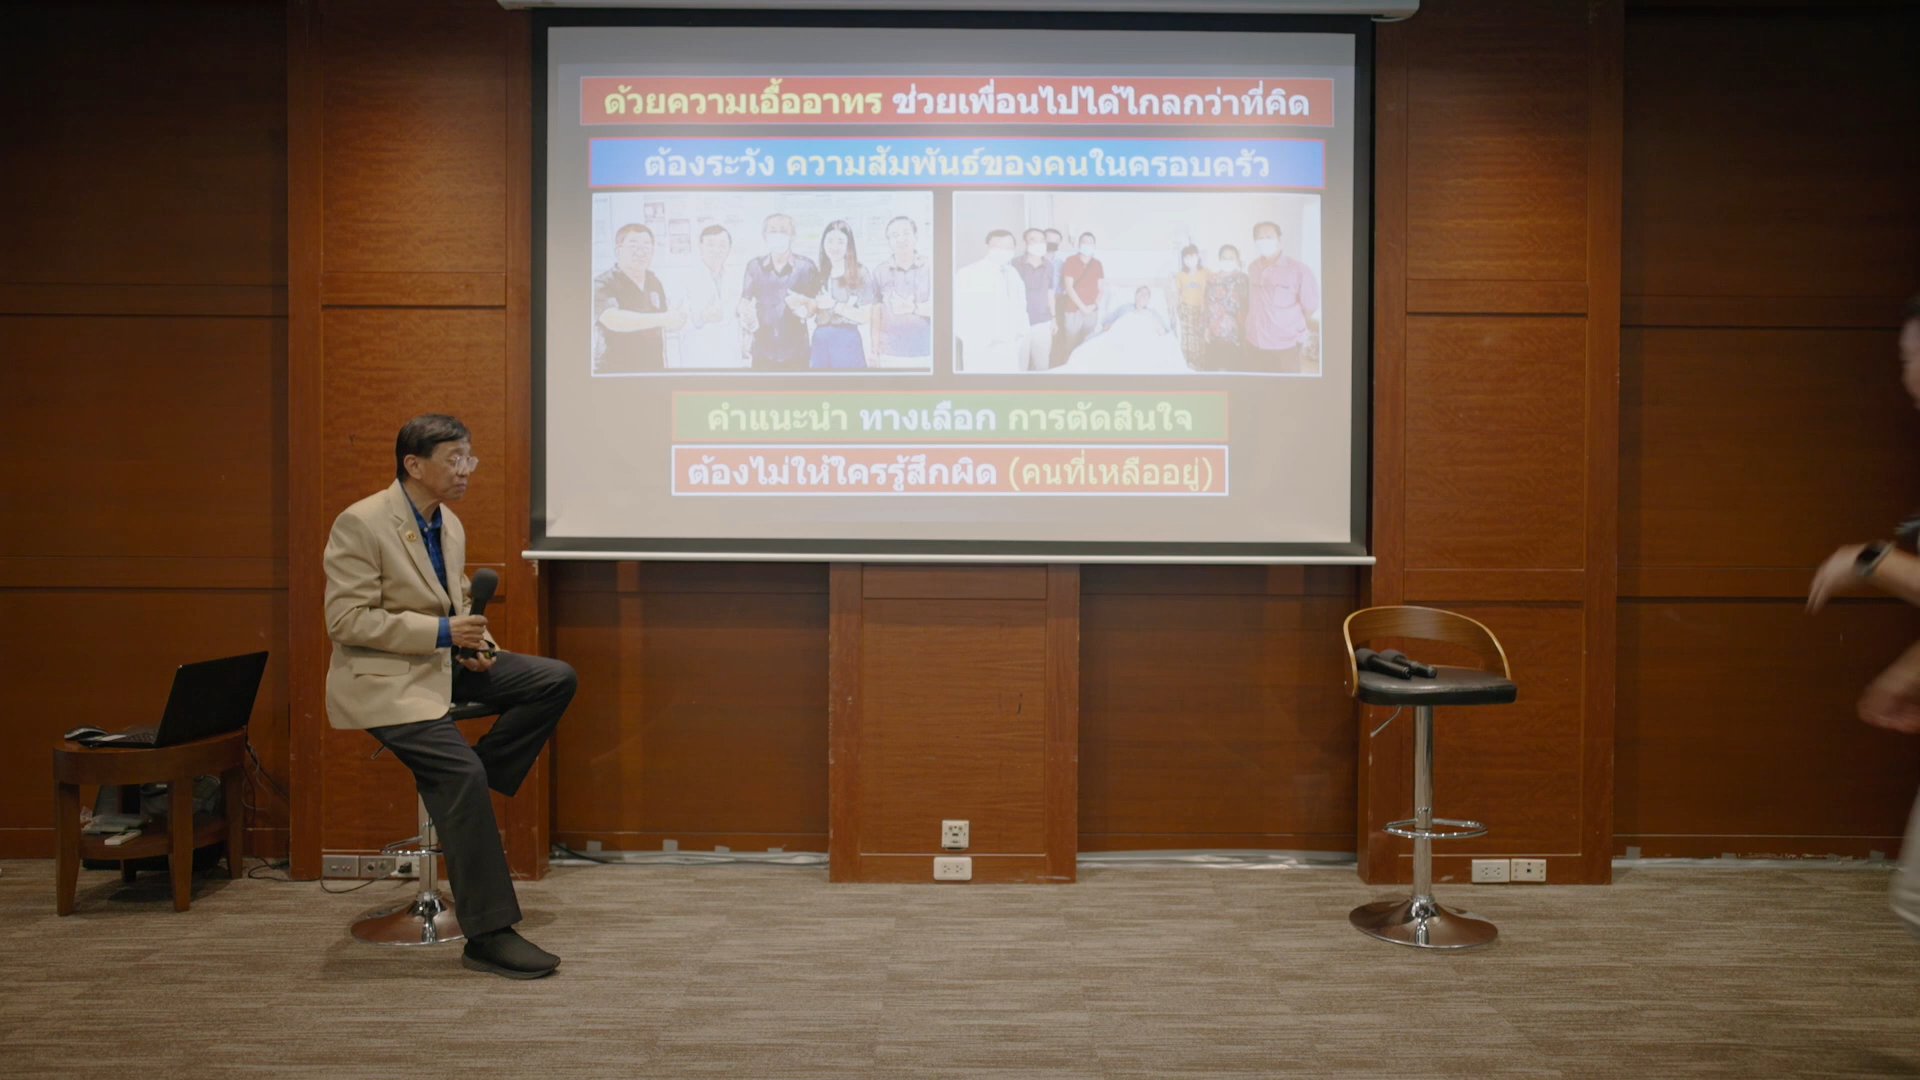 ด้วยความเอื้ออาทร ช่วยเพื่อนไปได้ไกลกว่าที่คิด
ต้องระวัง ความสัมพันธ์ของคนในครอบครัว
คำแนะนำ ทางเลือก การตัดสินใจ
ต้องไม่ให้ใครรู้สึกผิด (คนที่เหลืออยู่)